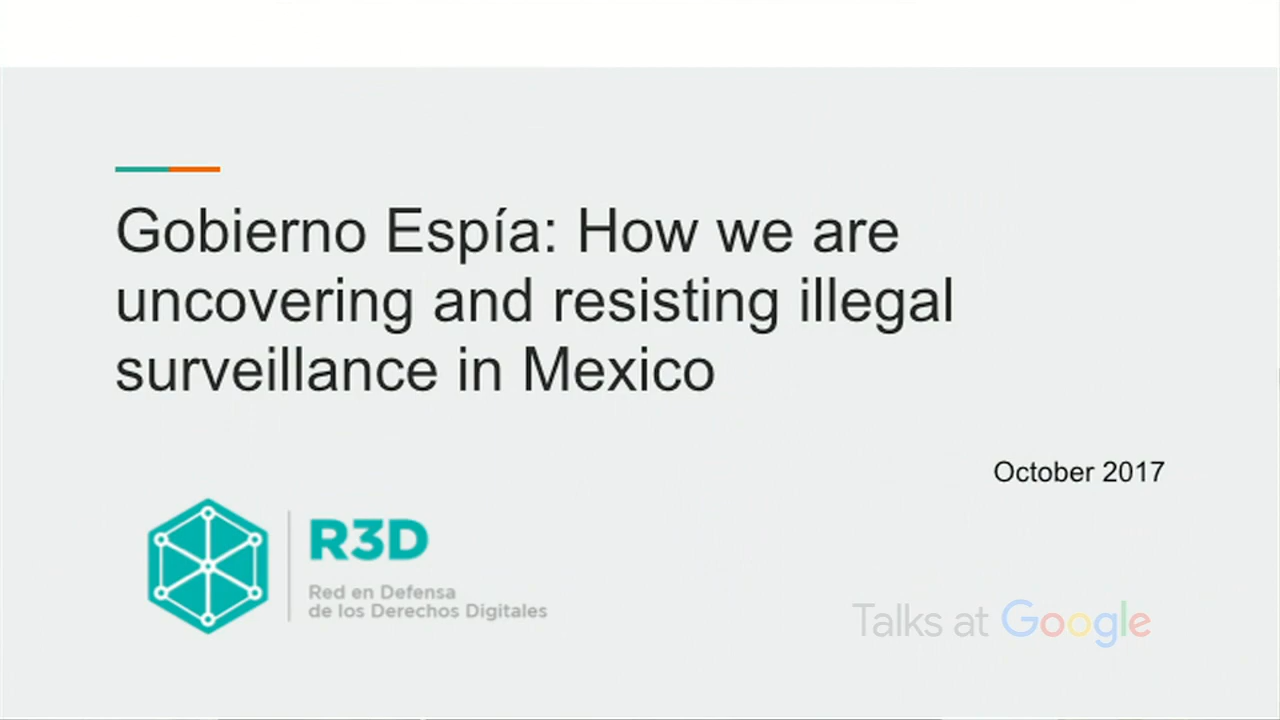 Gobierno Espía: How we are
uncovering and resisting illegal
surveillance in Mexico
October 2017
R3D
Red en Defensa
de los Derechos Digitales
Talks at Google